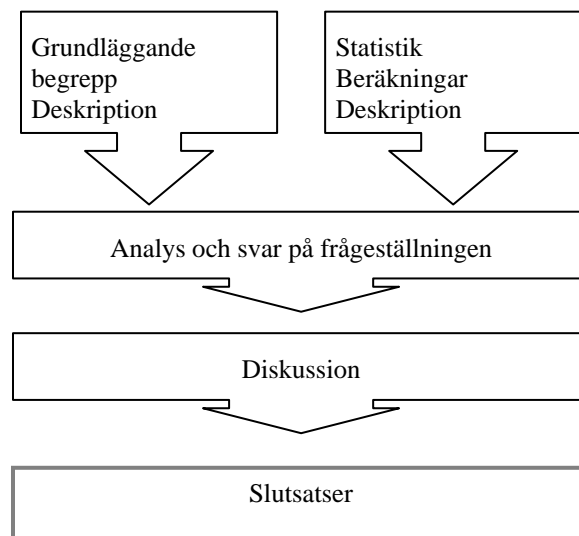 Grundläggande
begrepp
Deskription
Statistik
Beräkningar
Deskription
Analys och svar på frågeställningen
Diskussion
Slutsatser